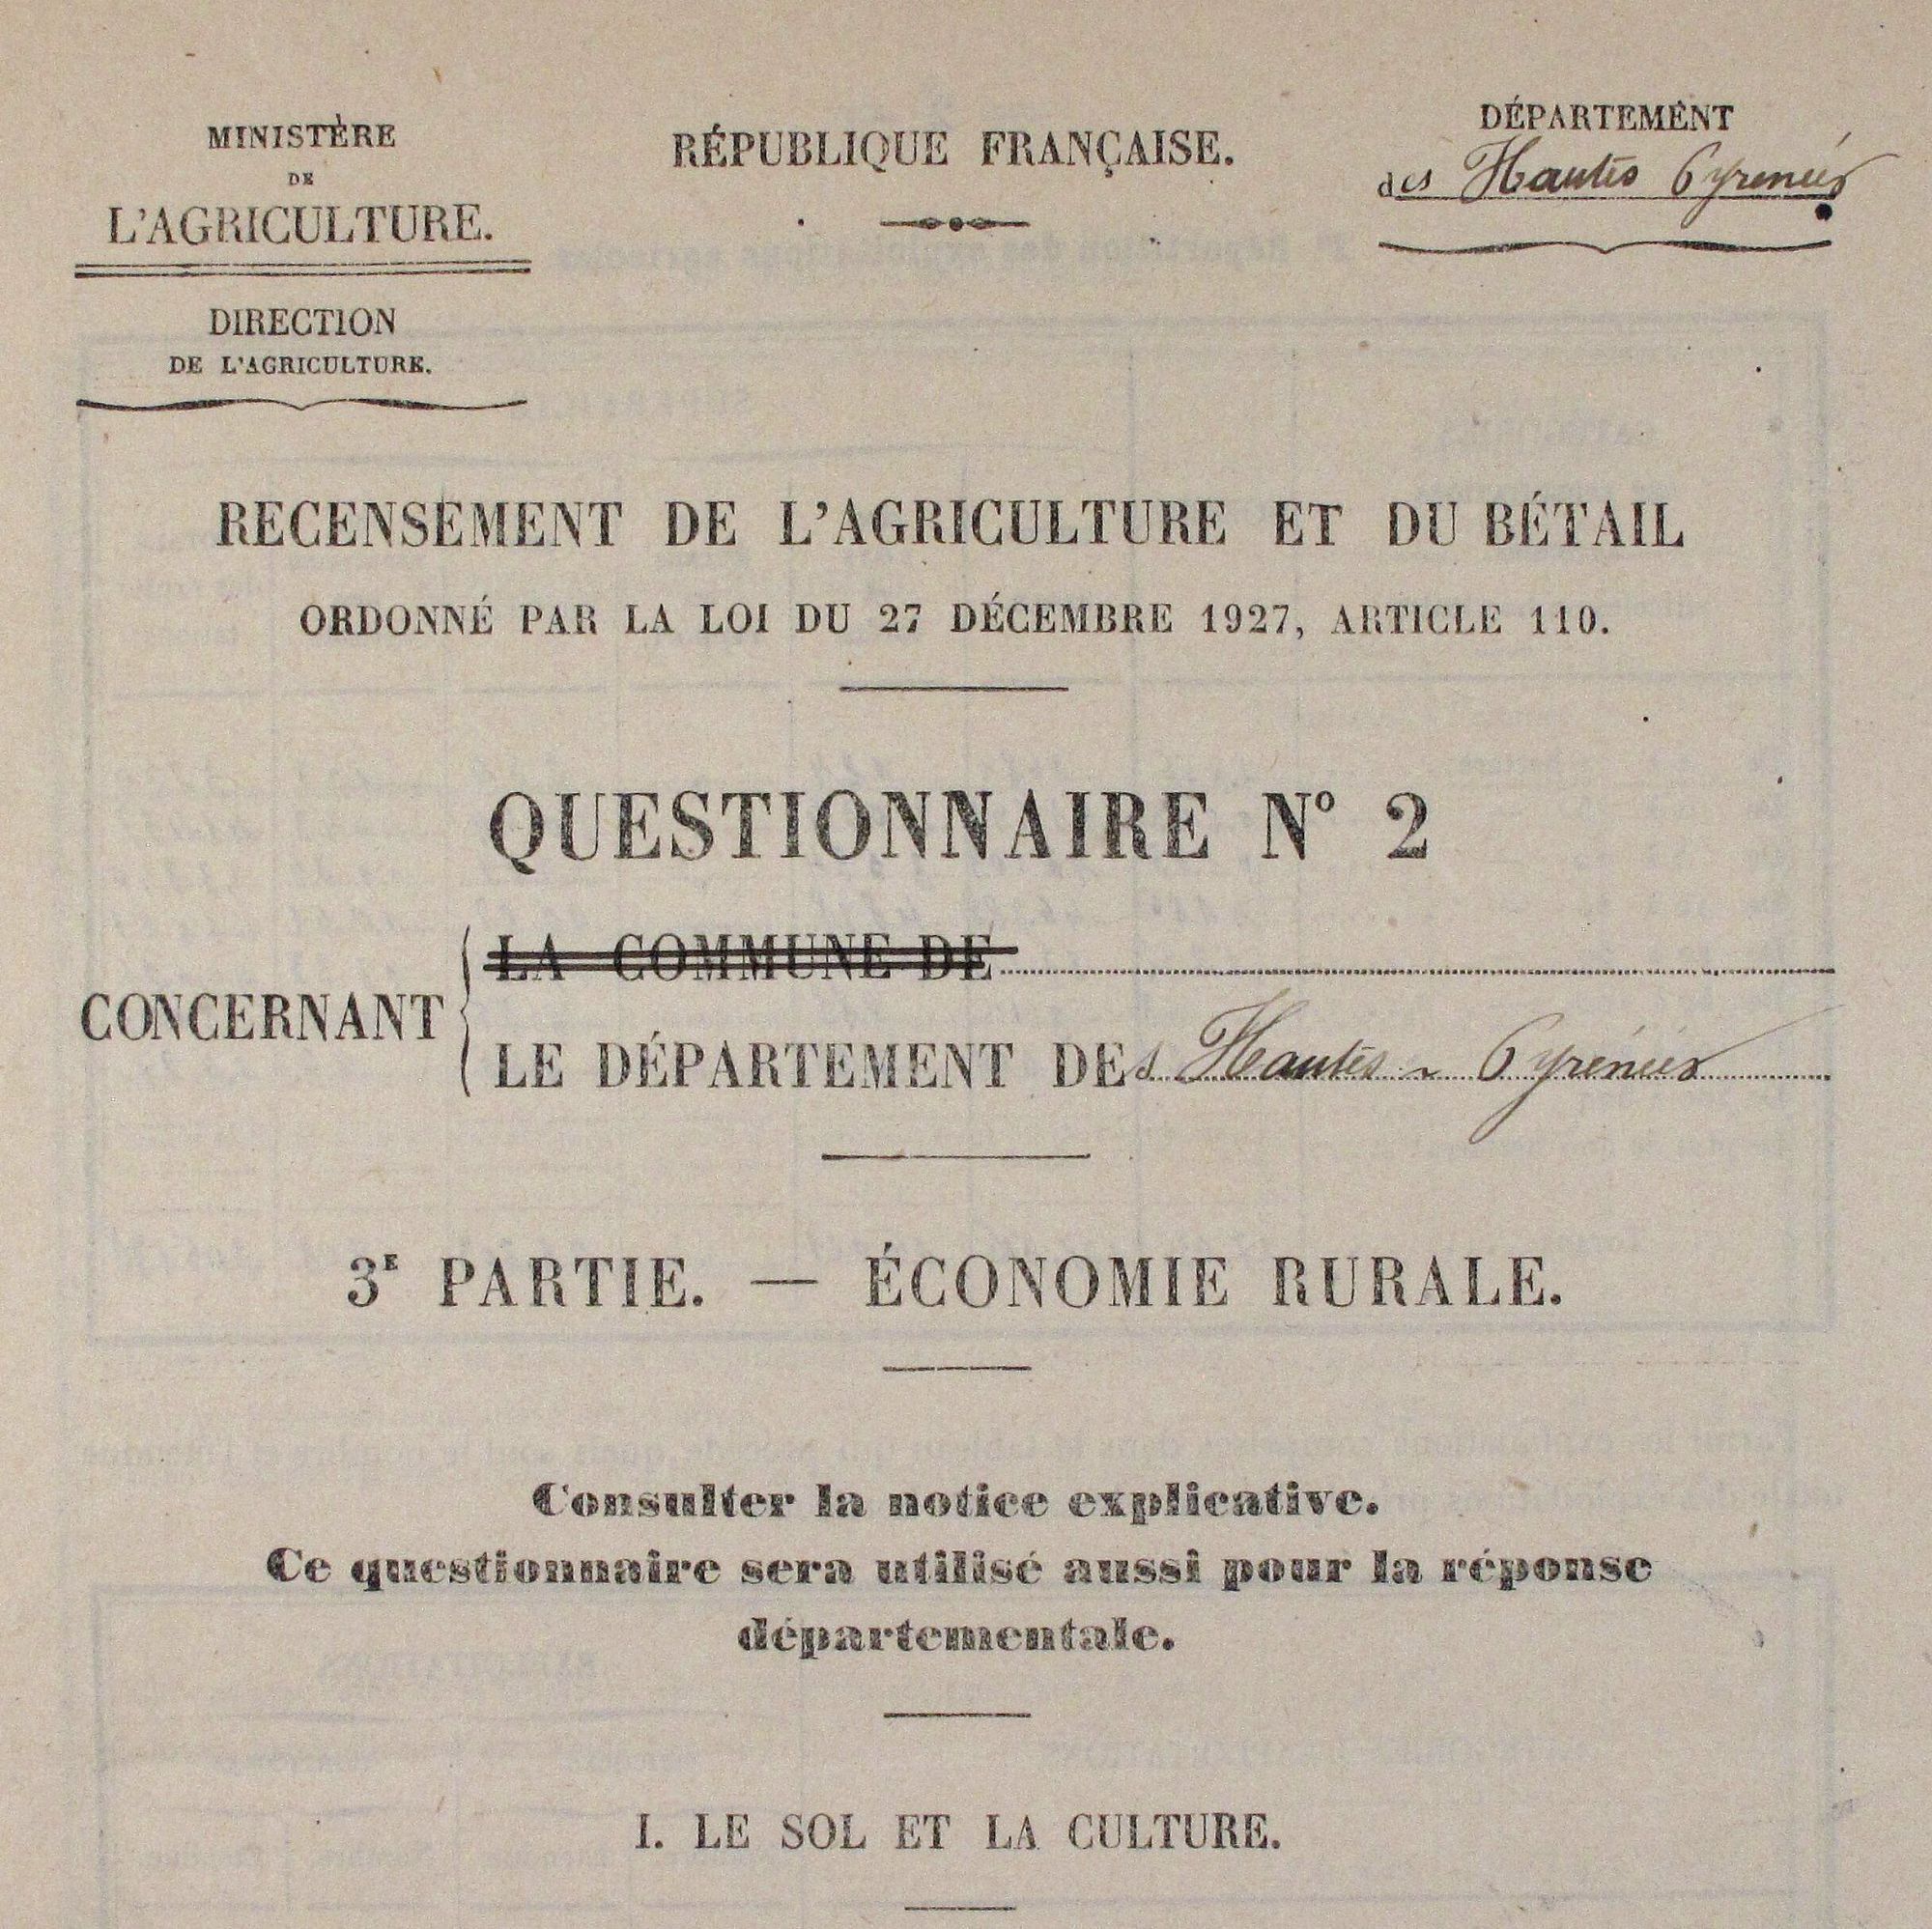 MINISTÈRE
DE
L'AGRICULTURE.
DIRECTION
DE L'AGRICULTURE.
RÉPUBLIQUE FRANÇAISE.
DÉPARTEMENT
des Hautes Pyrénées
RECENSEMENT DE L'AGRICULTURE ET DU BÉTAIL
ORDONNÉ PAR LA LOI DU 27 DÉCEMBRE 1927, ARTICLE 110.
QUESTIONNAIRE N° 2
CONCERNANT
LA COMMUNE DE
LE DÉPARTEMENT DEs Hautes-Pyrénées
3E PARTIE. — ÉCONOMIE RURALE.
Consulter la notice explicative.
Ce questionnaire sera utilisé aussi pour la réponse
départementale.
I. LE SOL ET LA CULTURE.